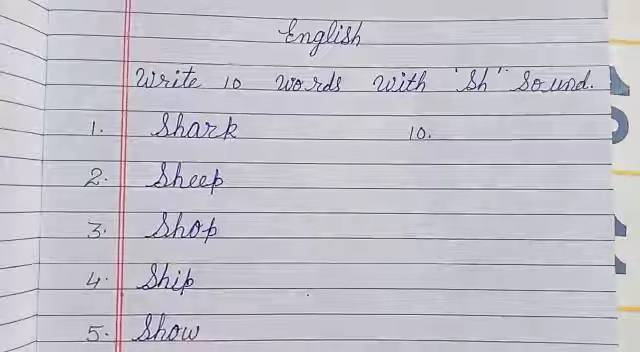 English
Write 10 words with 'Sh' Sound.
1. Shark 10.
2. Sheep
3. Shop
4. Ship
5. Show